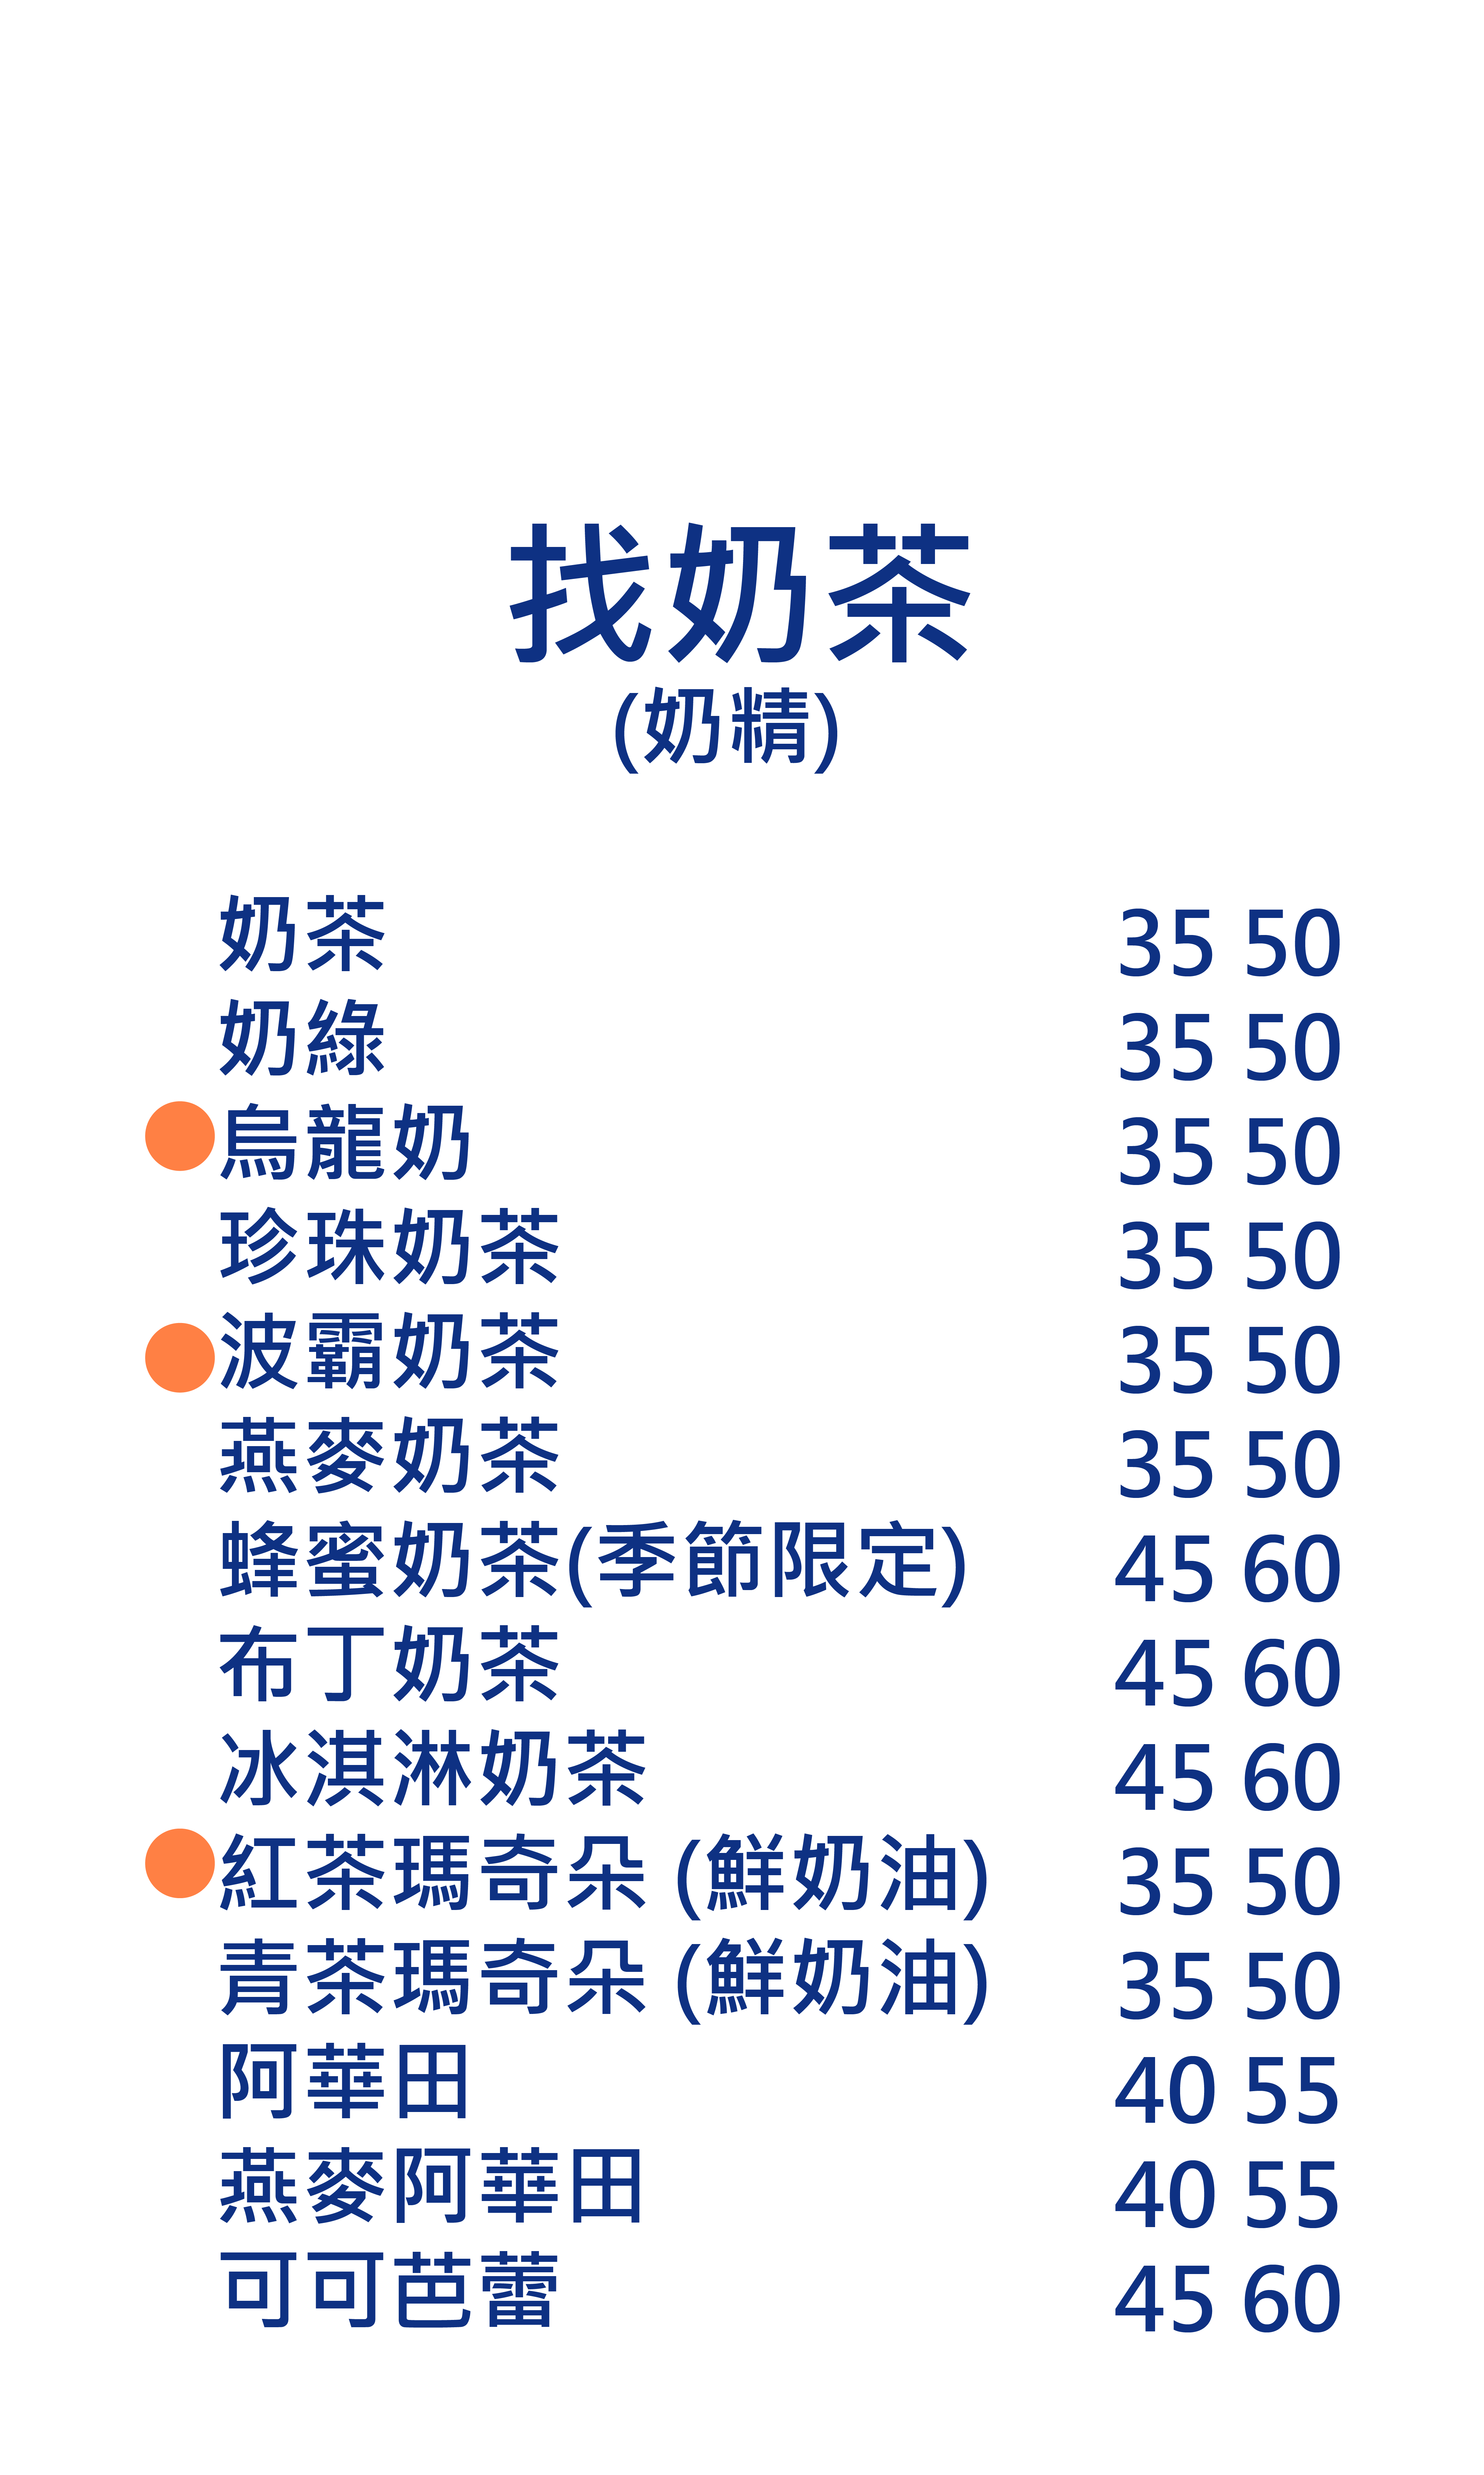 找奶茶
(奶精)
奶茶 35 50
奶綠 35 50
烏龍奶 35 50
珍珠奶茶 35 50
波霸奶茶 35 50
燕麥奶茶 35 50
蜂蜜奶茶(季節限定) 45 60
布丁奶茶 45 60
冰淇淋奶茶 45 60
紅茶瑪奇朵 (鮮奶油) 35 50
青茶瑪奇朵 (鮮奶油) 35 50
阿華田 40 55
燕麥阿華田 40 55
可可芭蕾 45 60